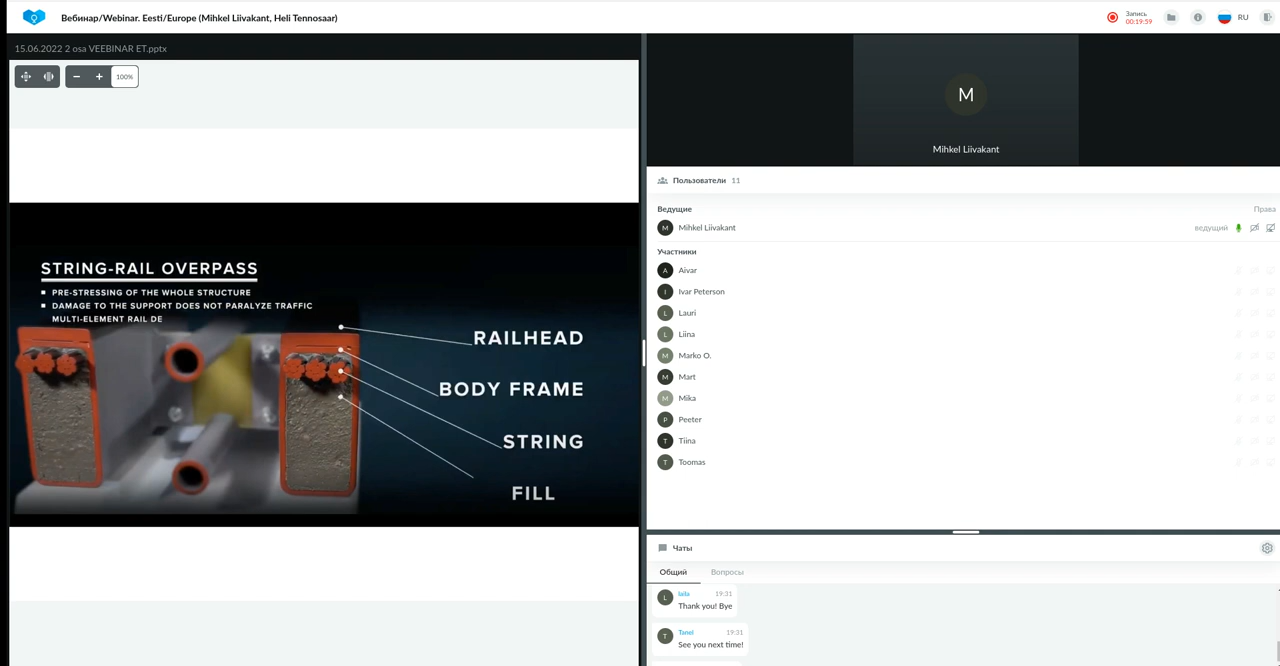 Вебинар/Webinar. Eesti/Europe (Mihkel Liivakant, Heli Tennosaar)
Запись
00:19:59
RU
15.06.2022 2 osa VEEBINAR ET.pptx
100%
STRING-RAIL OVERPASS
PRE-STRESSING OF THE WHOLE STRUCTURE
DAMAGE TO THE SUPPORT DOES NOT PARALYZE TRAFFIC
MULTI-ELEMENT RAIL DE
RAILHEAD
BODY FRAME
STRING
FILL
M
Mihkel Liivakant
Пользователи 11
Ведущие Права
M Mihkel Liivakant ведущий
Участники
A Aivar
I Ivar Peterson
L Lauri
L Liina
M Marko O.
M Mart
M Mika
P Peeter
T Tiina
T Toomas
Чаты
Общий Вопросы
L laila 19:31
Thank you! Bye
T Tanel 19:31
See you next time!